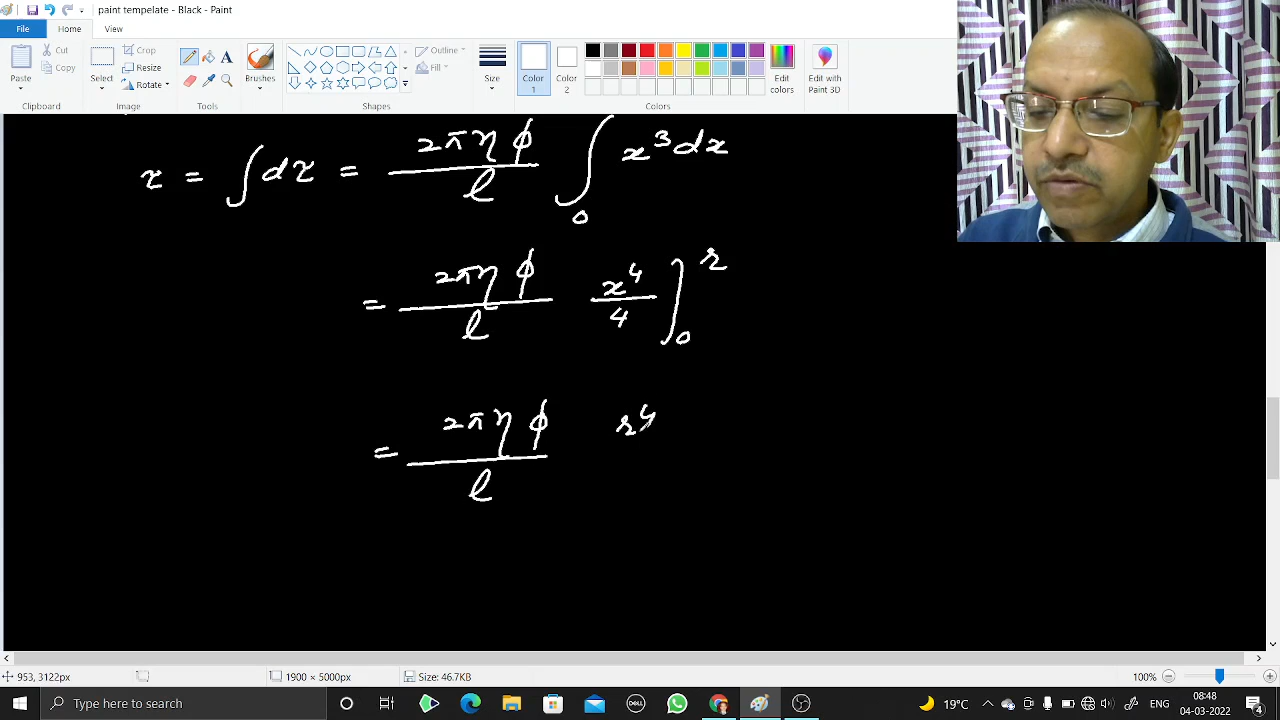 paint template - Black - Paint
File Home View
Paste Cut Copy Clipboard
Select Crop Resize Rotate Image
Tools
Brushes
Outline Fill Shapes
Size
Color 1 Color 2 Edit colors Colors
Edit with Paint 3D
τ = ∫ dτ = 2πηφ / l ∫₀ x³dx
= 2πηφ / l x⁴/4 ]₀ r
= 2πηφ / l r⁴
953, 3122px 1900 × 5000px Size: 46.7KB 100%
Type here to search DELL 19°C ENG 08:48 04-03-2022